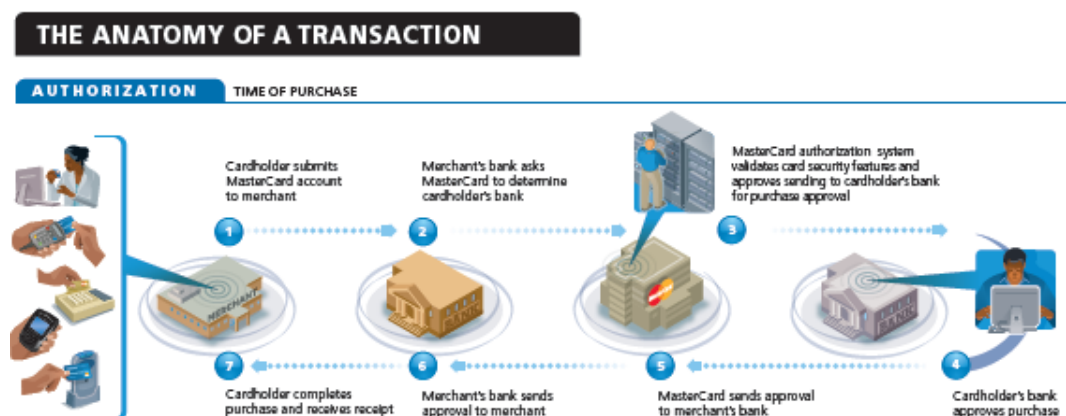 THE ANATOMY OF A TRANSACTION
AUTHORIZATION TIME OF PURCHASE
Cardholder submits
MasterCard account
to merchant
Merchant's bank asks
MasterCard to determine
cardholder's bank
MasterCard authorization system
validates card security features and
approves sending to cardholder's bank
for purchase approval
1
2
3
MERCHANT
BANK
BANK
7
6
5
4
Cardholder completes
purchase and receives receipt
Merchant's bank sends
approval to merchant
MasterCard sends approval
to merchant's bank
Cardholder's bank
approves purchase